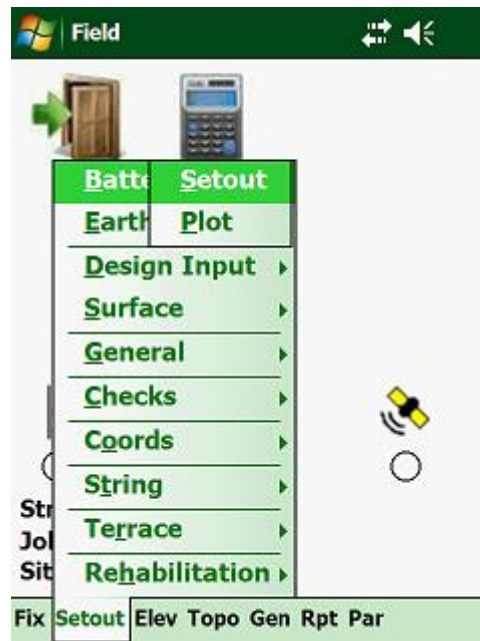 Field
Batte Setout
Earth Plot
Design Input
Surface
General
Checks
Coords
String
Terrace
Rehabilitation
Str
Jol
Sit
Fix Setout Elev Topo Gen Rpt Par